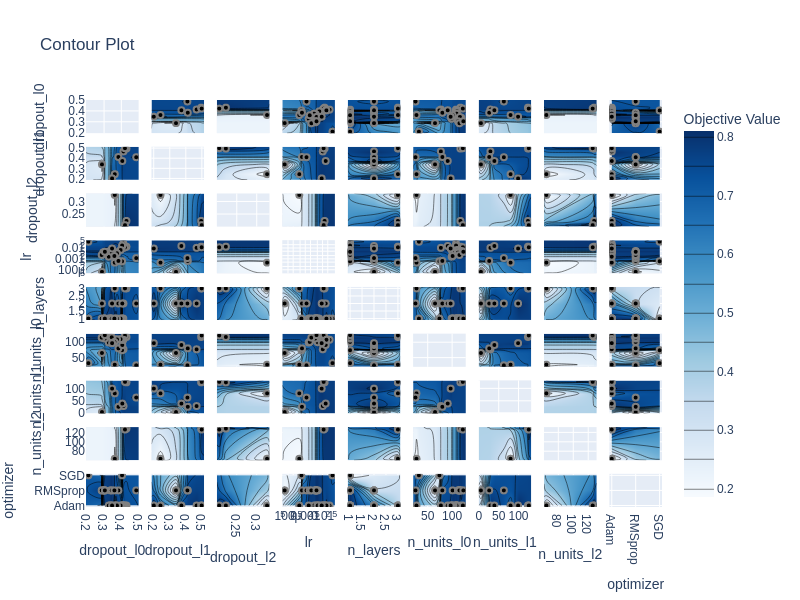 Contour Plot
Objective Value
0.8
0.7
0.6
0.5
0.4
0.3
0.2
dropout_l0
0.5
0.4
0.3
0.2
dropout_l1
0.5
0.4
0.3
0.2
dropout_l2
0.3
0.25
lr
0.01
0.001
100μ
n_layers
3
2.5
2
1.5
1
n_units_l0
100
50
n_units_l1
100
50
0
n_units_l2
120
100
80
optimizer
SGD
RMSprop
Adam
0.2 0.3 0.4 0.5
0.2 0.3 0.4 0.5
0.25 0.3
1 1.5 2 2.5 3
50 100
0 50 100
80 100 120
Adam RMSprop SGD
dropout_l0 dropout_l1 dropout_l2 lr n_layers n_units_l0 n_units_l1 n_units_l2 optimizer